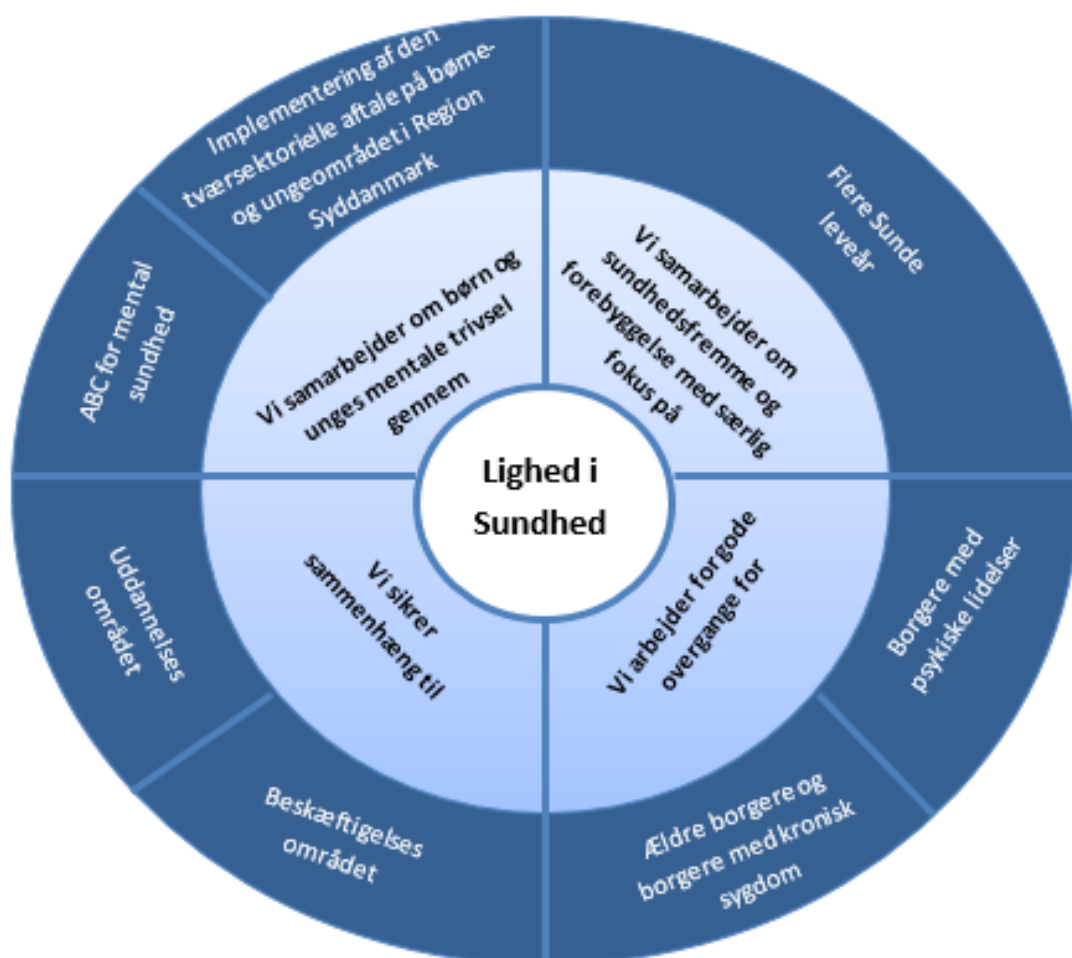 Implementering af den
tværsektorielle aftale på børne-
og ungeområdet i Region
Syddanmark
Flere Sunde
leveår
ABC for mental
sundhed
Vi samarbejder om børn og
unges mentale trivsel
gennem
Vi samarbejder om
sundhedsfremme og
forebyggelse med særlig
fokus på
Lighed i
Sundhed
Uddannelses
området
Vi sikrer
sammenhæng til
Vi arbejder for gode
overgange for
Borgere med
psykiske lidelser
Beskæftigelses
området
Ældre borgere og
borgere med kronisk
sygdom